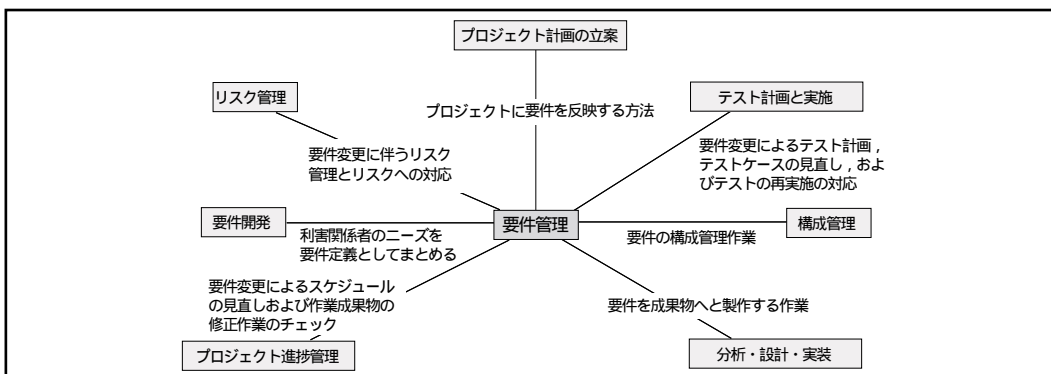 プロジェクト計画の立案
リスク管理
テスト計画と実施
プロジェクトに要件を反映する方法
要件変更に伴うリスク
管理とリスクへの対応
要件変更によるテスト計画，
テストケースの見直し，およ
びテストの再実施の対応
要件開発
要件管理
構成管理
利害関係者のニーズを
要件定義としてまとめる
要件の構成管理作業
要件変更によるスケジュール
の見直しおよび作業成果物の
修正作業のチェック
要件を成果物へと製作する作業
プロジェクト進捗管理
分析・設計・実装